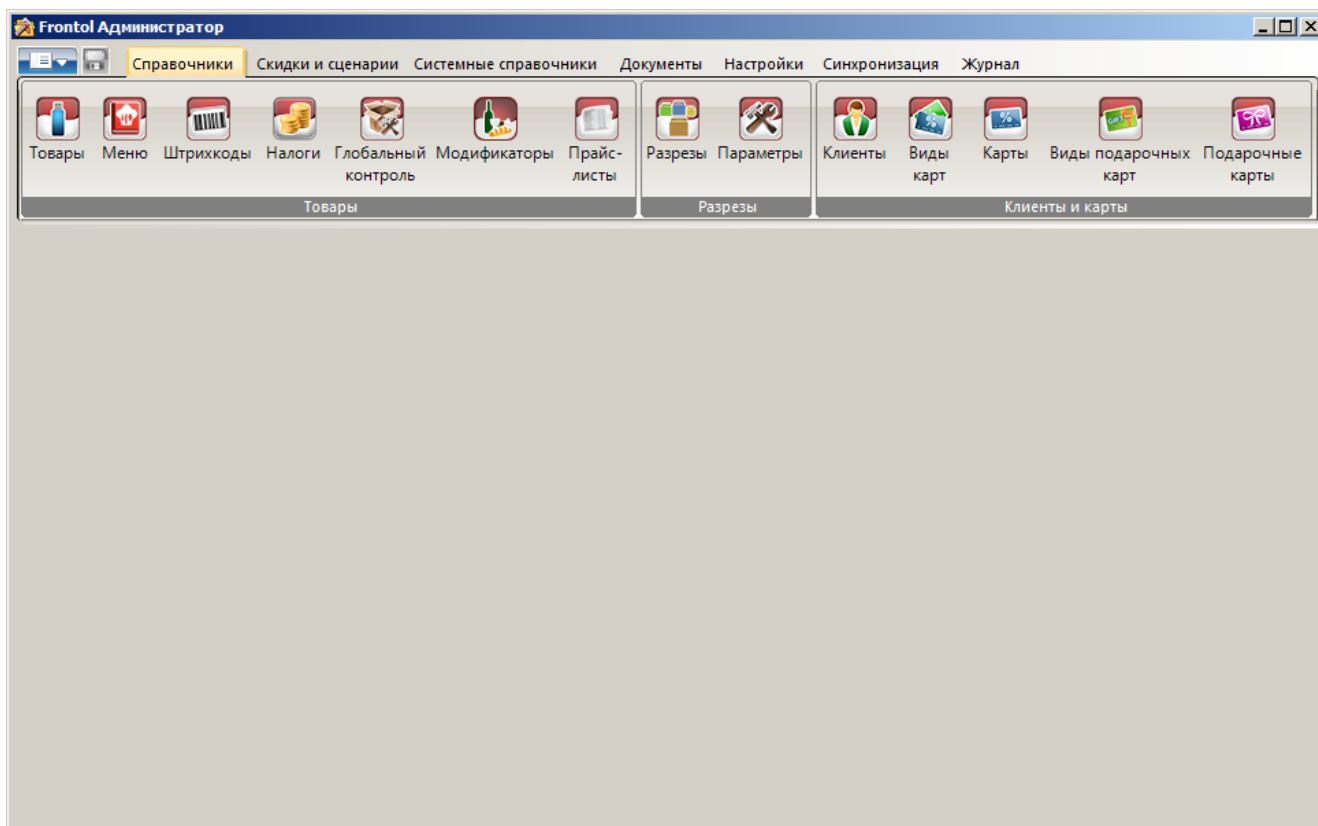 Frontol Администратор
Справочники Скидки и сценарии Системные справочники Документы Настройки Синхронизация Журнал
Товары Меню Штрихкоды Налоги Глобальный контроль Модификаторы Прайс-листы Разрезы Параметры Клиенты Виды карт Карты Виды подарочных карт Подарочные карты
Товары Разрезы Клиенты и карты